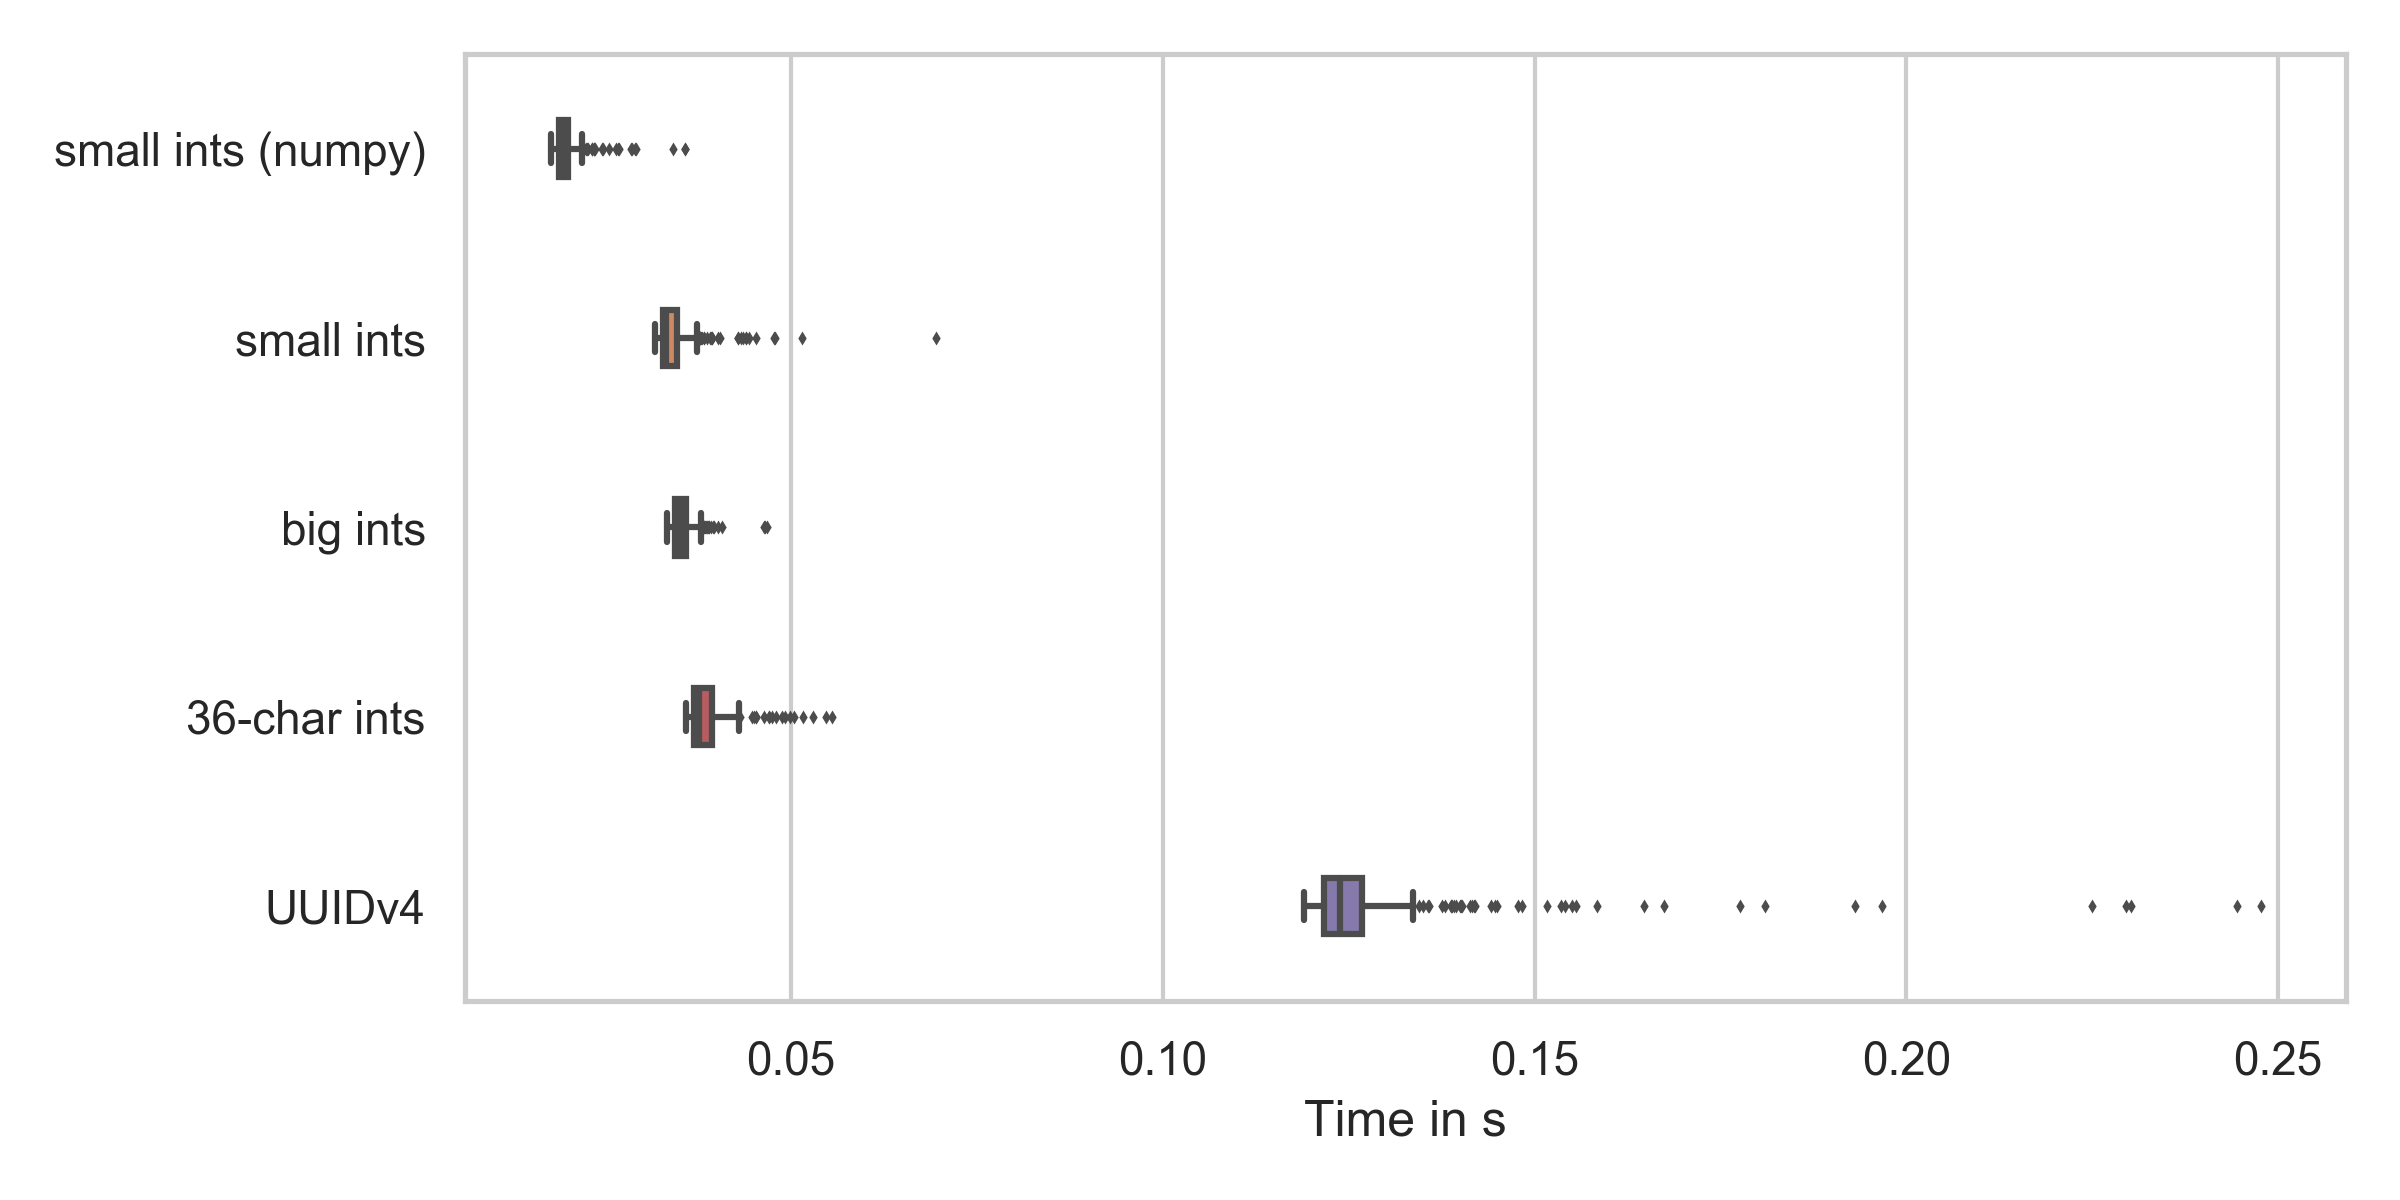 small ints (numpy)
small ints
big ints
36-char ints
UUIDv4
0.05 0.10 0.15 0.20 0.25
Time in s